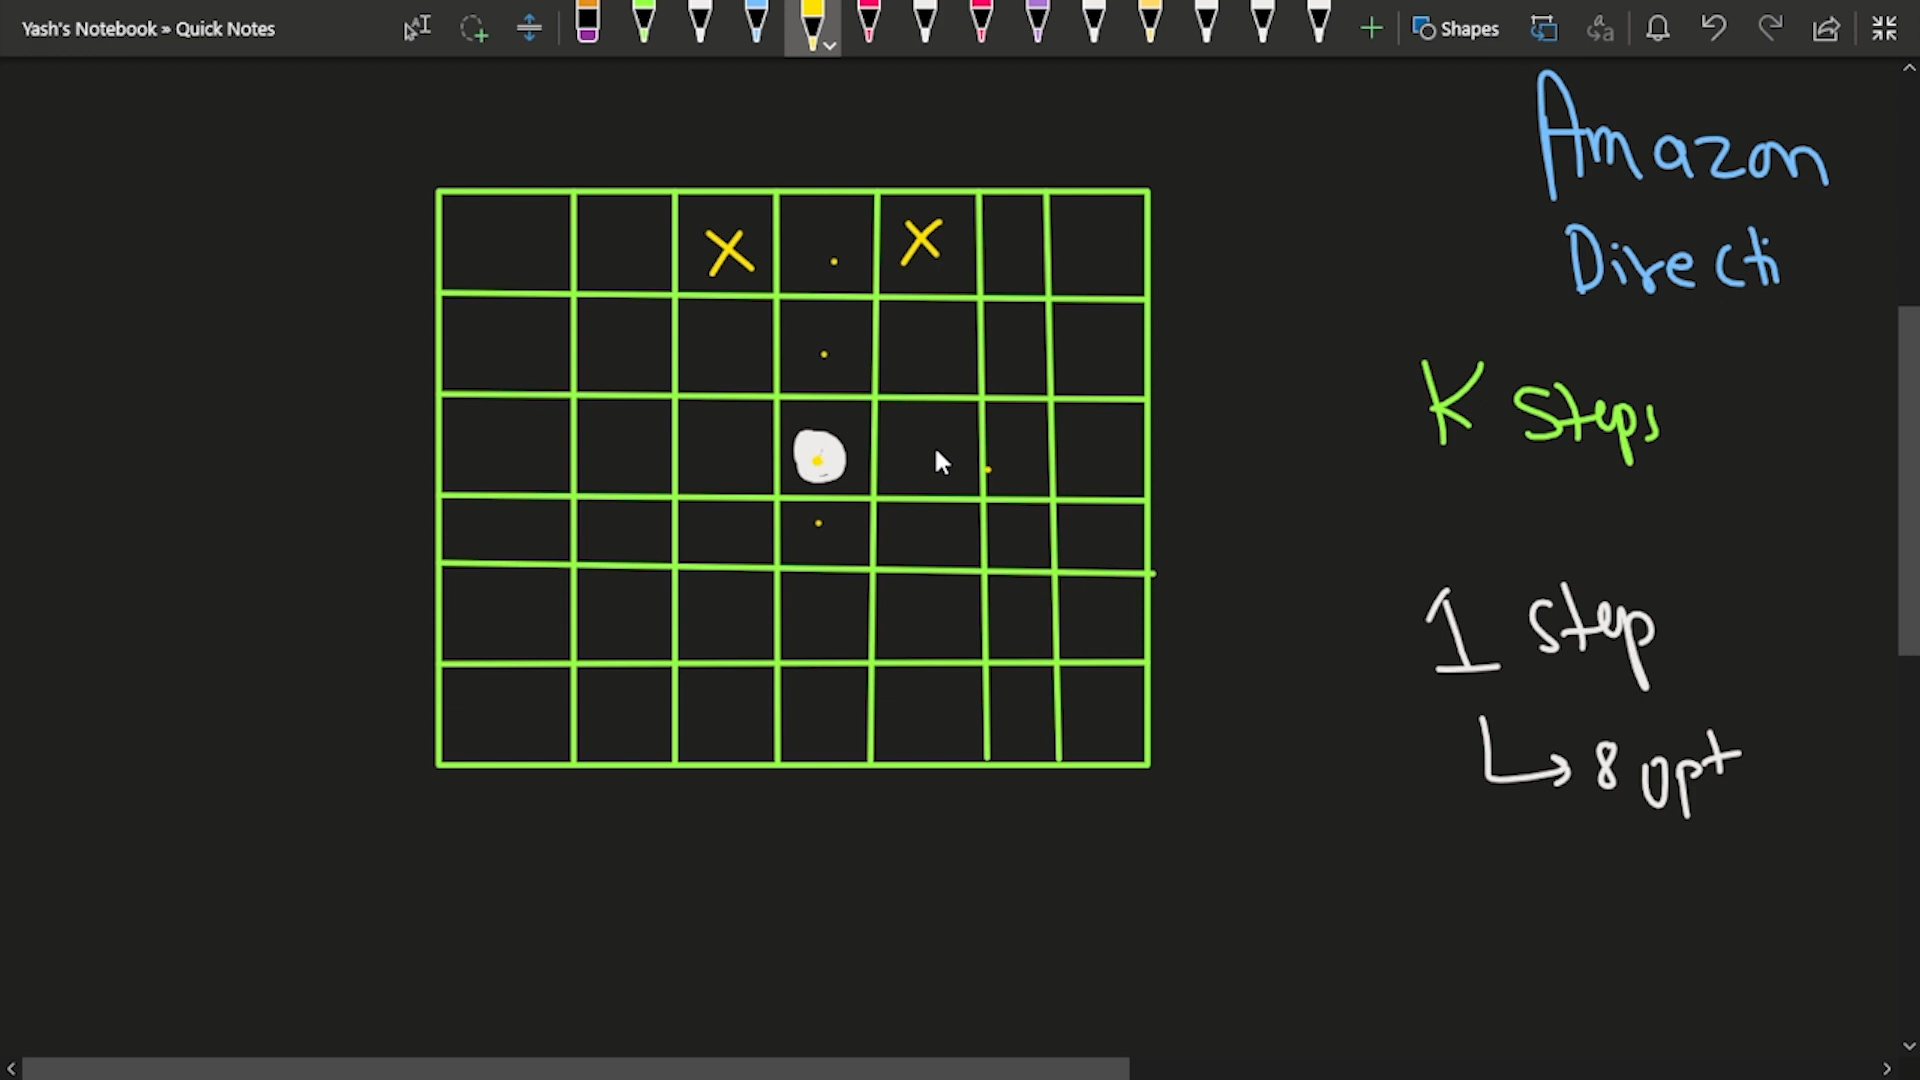 Yash's Notebook » Quick Notes
Shapes
Amazon
Directi
K Steps
1 step
8 opt